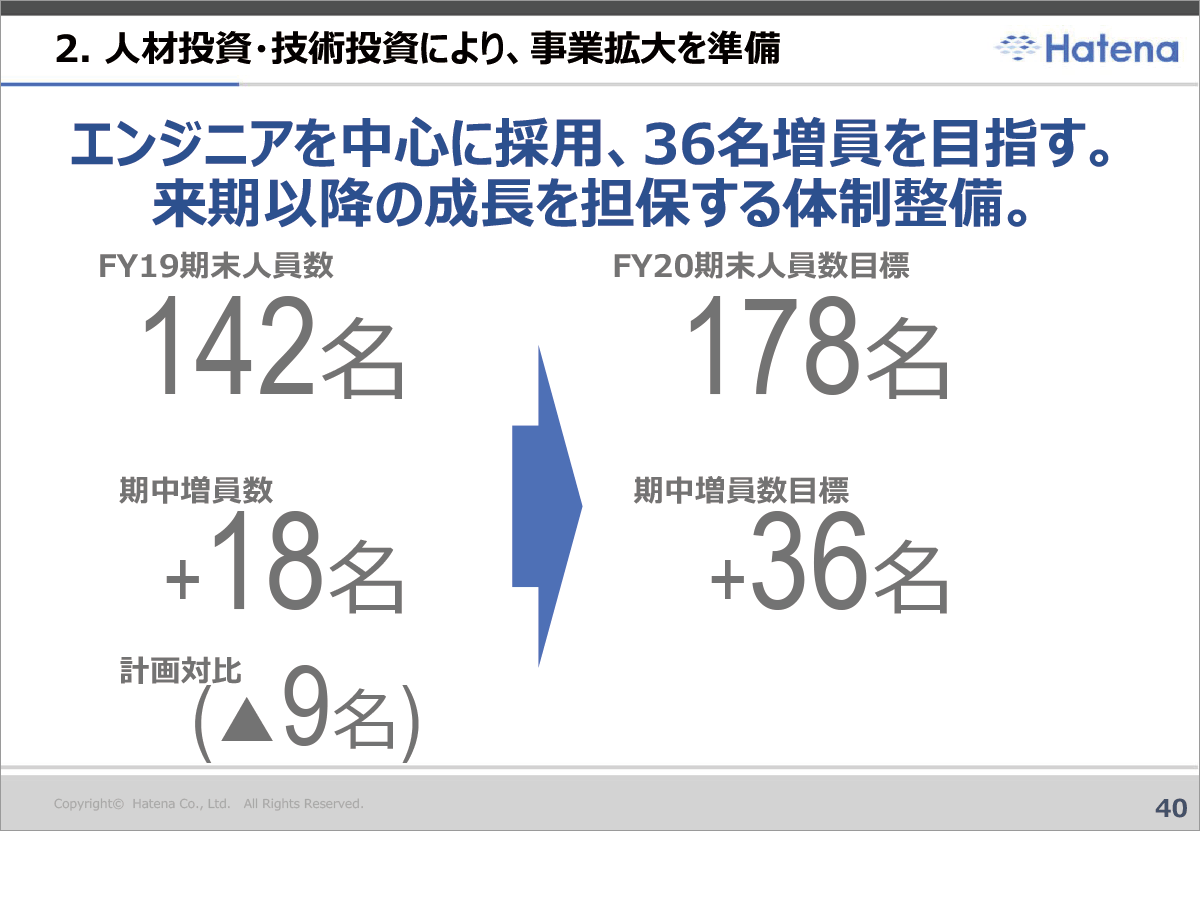 2. 人材投資・技術投資により、事業拡大を準備
Hatena
エンジニアを中心に採用、36名増員を目指す。
来期以降の成長を担保する体制整備。
FY19期末人員数
142名
FY20期末人員数目標
178名
期中増員数
+18名
期中増員数目標
+36名
計画対比
(▲9名)
Copyright© Hatena Co., Ltd. All Rights Reserved.
40